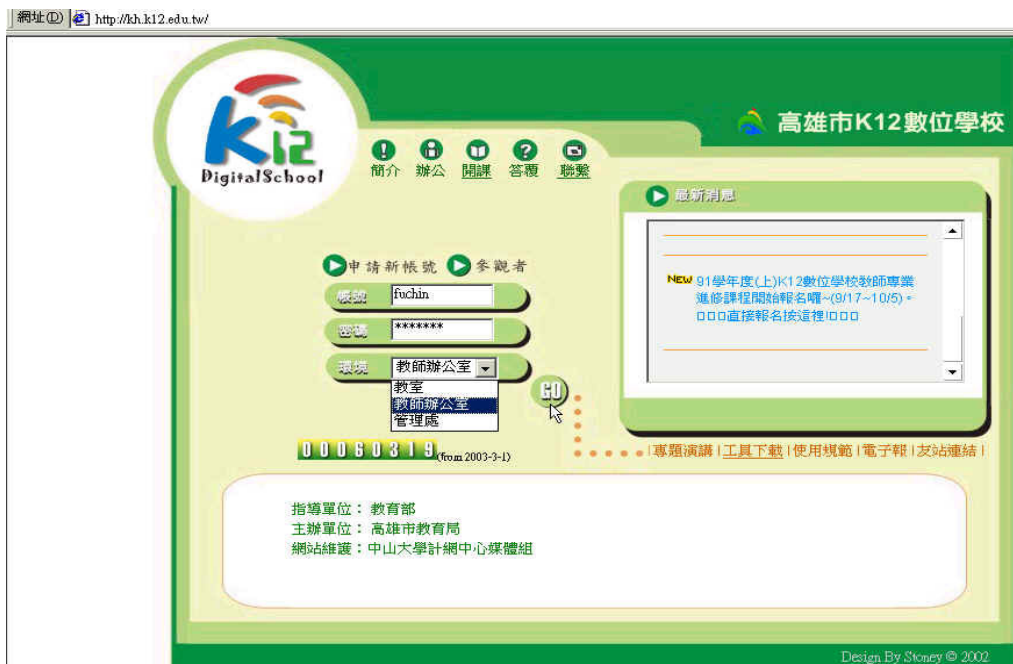 網址(D) http://kh.k12.edu.tw/
K12
DigitalSchool
高雄市K12數位學校
簡介 辦公 開課 答覆 聯繫
最新消息
NEW 91學年度(上)K12數位學校教師專業
進修課程開始報名囉~(9/17~10/5)。
□□□直接報名按這裡!□□□
申請新帳號 參觀者
帳號 fuchin
密碼 *******
環境 教師辦公室
教室
教師辦公室
管理處
GO
00060319 (from 2003-3-1)
|專題演講|工具下載|使用規範|電子報|友站連結|
指導單位：教育部
主辦單位：高雄市教育局
網站維護：中山大學計網中心媒體組
Design By Stoney © 2002